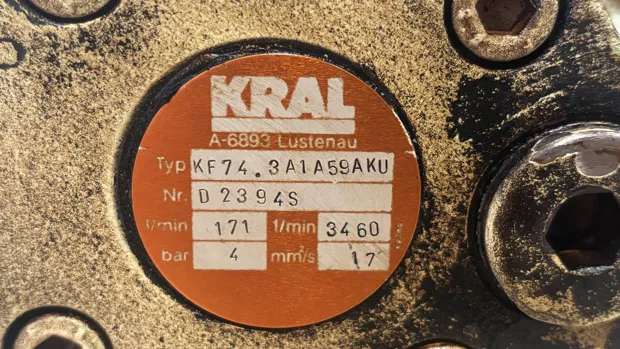 KRAL
A-6893 Lustenau
Typ KF74.3A1A59AKU
Nr. D2394S
l/min 171 1/min 3460
bar 4 mm²/s 17